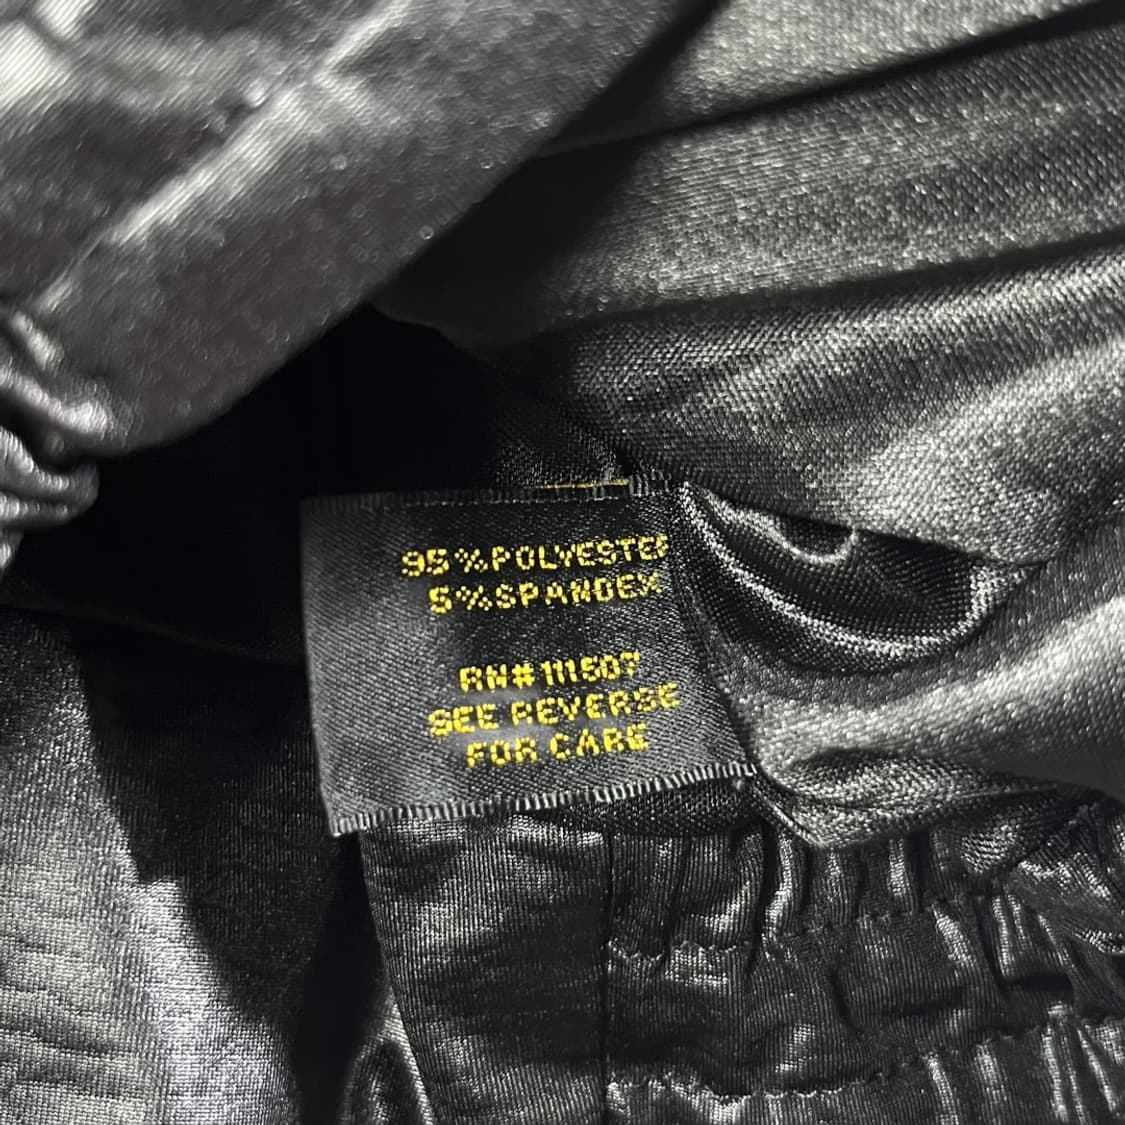 95%POLYESTER
5%SPANDEX
RN#111507
SEE REVERSE
FOR CARE